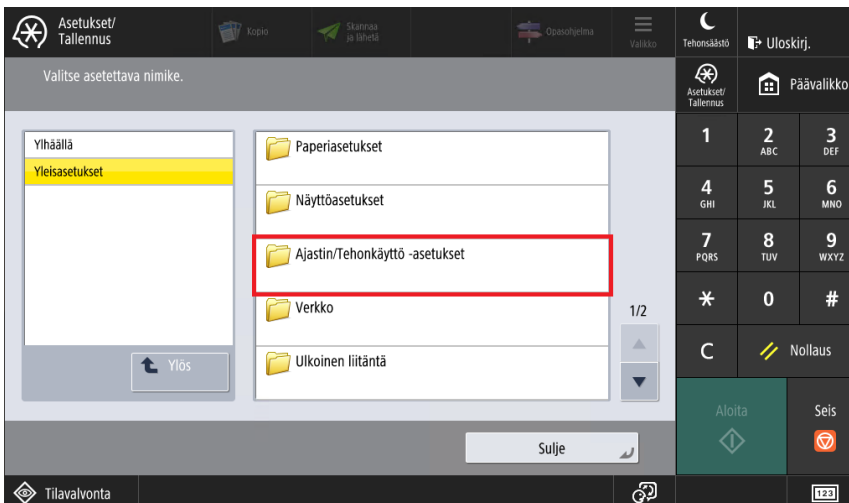 Asetukset/
Tallennus
Kopio
Skannaa
ja lähetä
Opasohjelma
Valikko
Tehonsäästö
Uloskirj.
Valitse asetettava nimike.
Asetukset/
Tallennus
Päävalikko
Ylhäällä
Yleisasetukset
Ylös
Paperiasetukset
Näyttöasetukset
Ajastin/Tehonkäyttö -asetukset
Verkko
Ulkoinen liitäntä
1/2
Sulje
1
2
ABC
3
DEF
4
GHI
5
JKL
6
MNO
7
PQRS
8
TUV
9
WXYZ
*
0
#
C
Nollaus
Aloita
Seis
Tilavalvonta
123